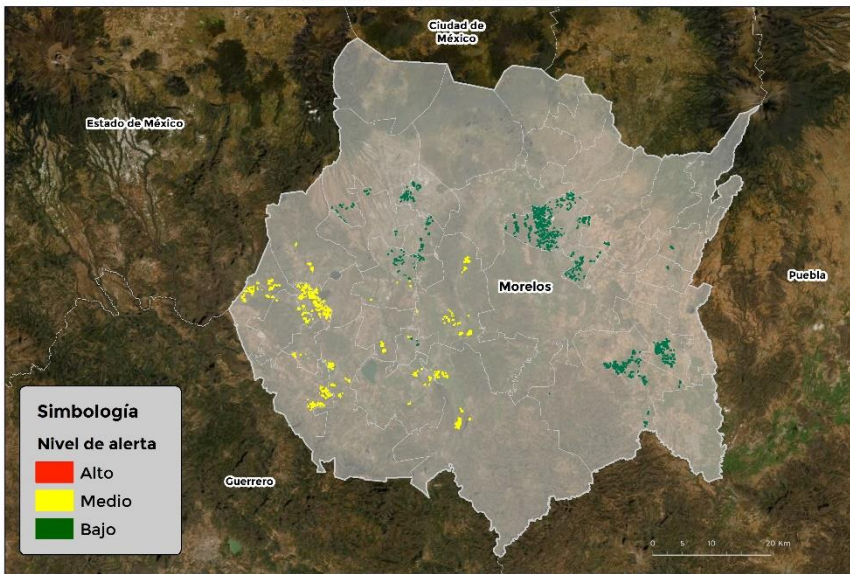 Ciudad de
México
Estado de México
Puebla
Morelos
Guerrero
Simbología
Nivel de alerta
Alto
Medio
Bajo
0 5 10 20 Km